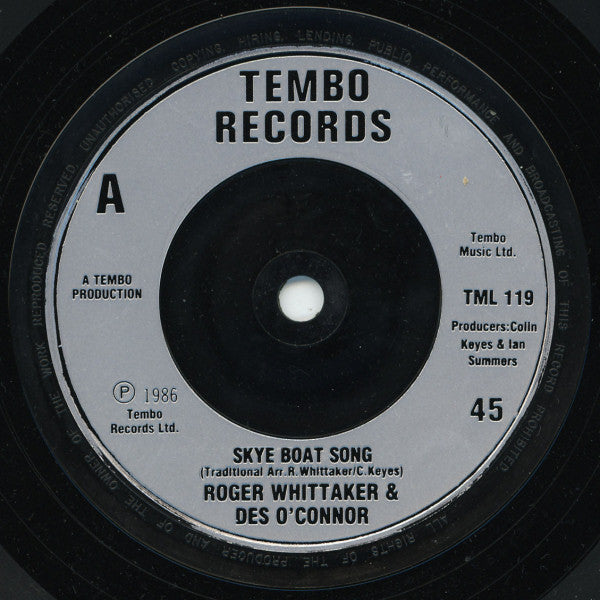 TEMBO
RECORDS
A
Tembo
Music Ltd.
A TEMBO
PRODUCTION
TML 119
Producers:Colin
Keyes & Ian
Summers
Ⓟ 1986
Tembo
Records Ltd.
45
SKYE BOAT SONG
(Traditional Arr.R.Whittaker/C.Keyes)
ROGER WHITTAKER &
DES O'CONNOR
ALL RIGHTS OF THE PRODUCER AND OF THE OWNER OF THE WORK REPRODUCED RESERVED. UNAUTHORISED COPYING, HIRING, LENDING, PUBLIC PERFORMANCE AND BROADCASTING OF THIS RECORD PROHIBITED.